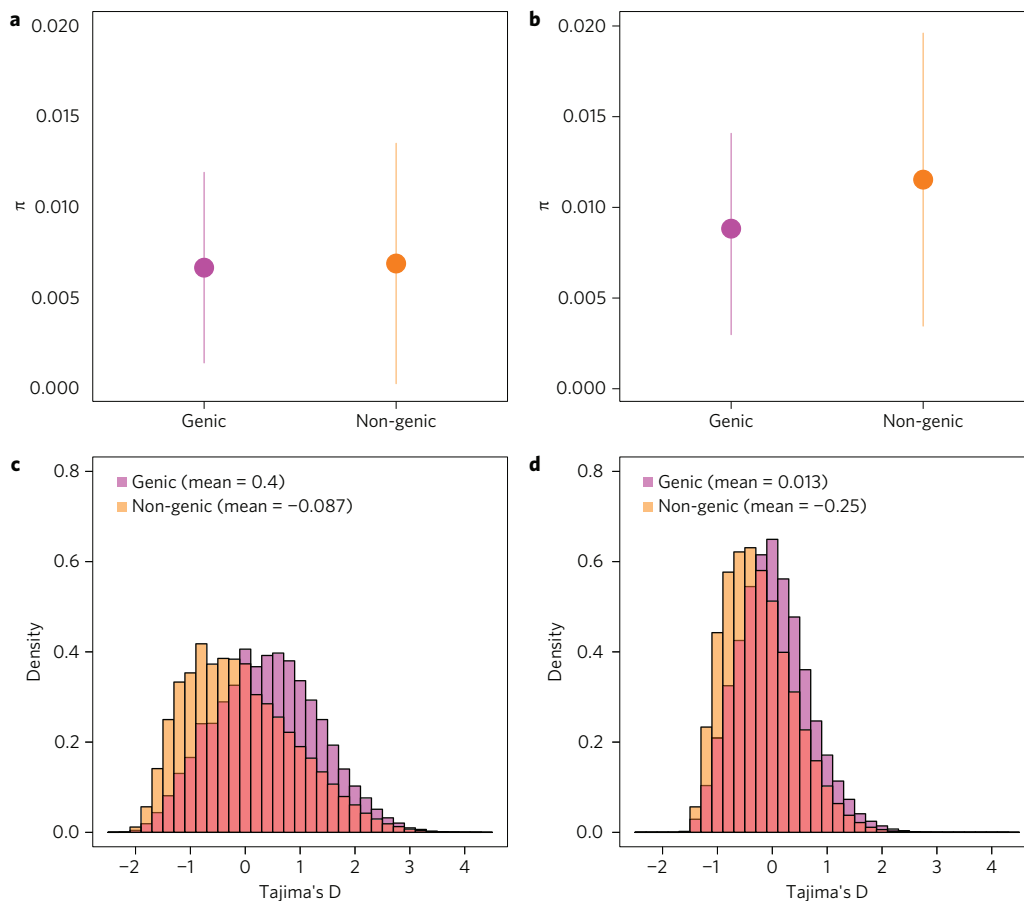 a
0.020
0.015
0.010
0.005
0.000
π
Genic
Non-genic
b
0.020
0.015
0.010
0.005
0.000
π
Genic
Non-genic
c
0.8
0.6
0.4
0.2
0.0
Density
Genic (mean = 0.4)
Non-genic (mean = −0.087)
−2
−1
0
1
2
3
4
Tajima's D
d
0.8
0.6
0.4
0.2
0.0
Density
Genic (mean = 0.013)
Non-genic (mean = −0.25)
−2
−1
0
1
2
3
4
Tajima's D